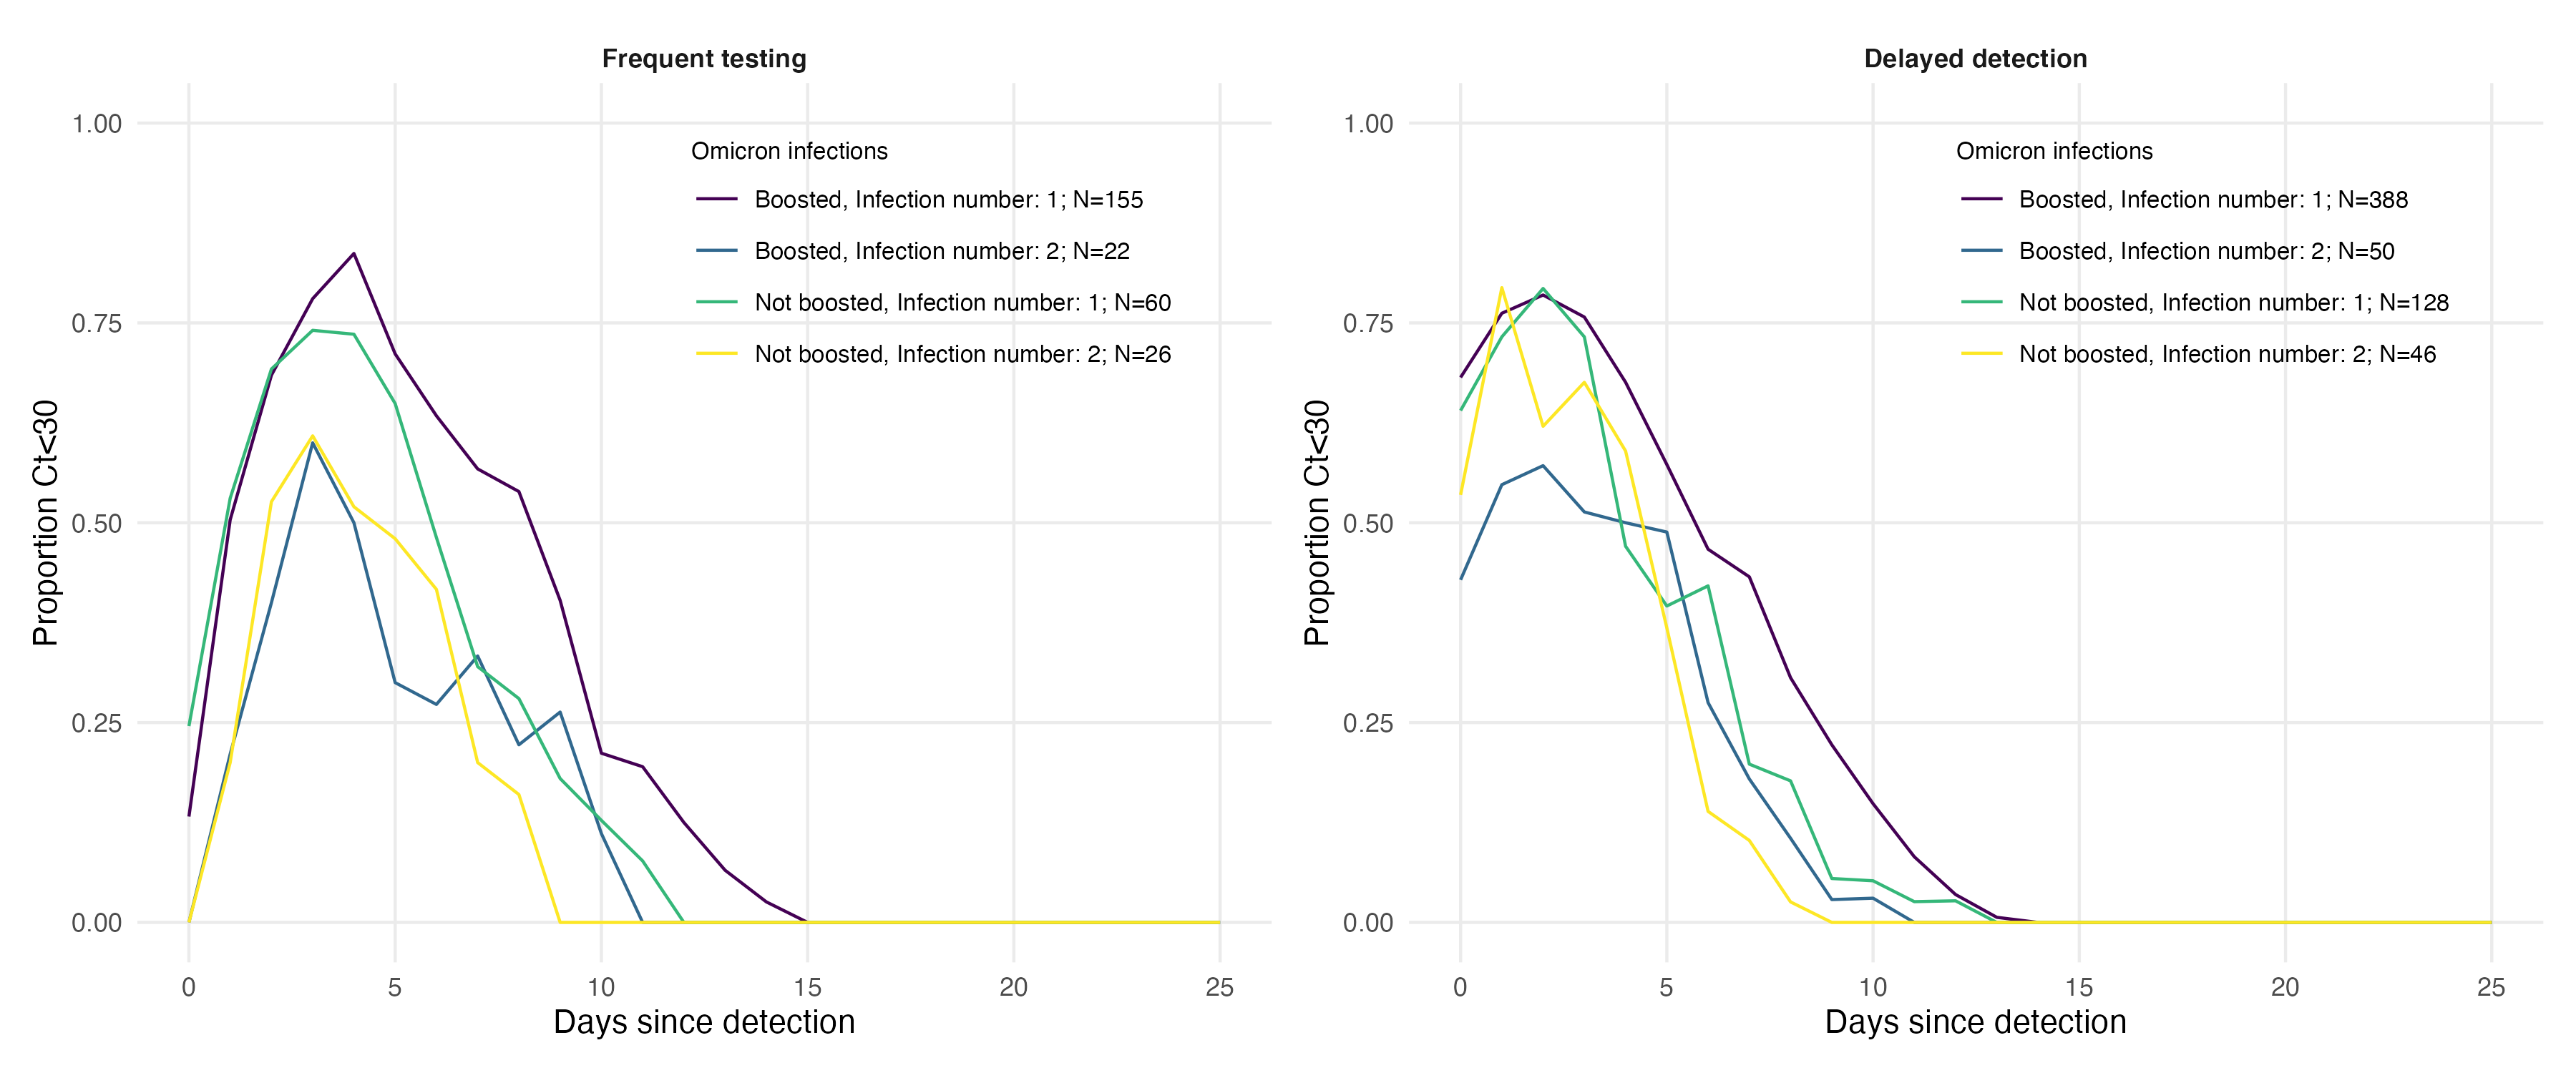 Frequent testing
1.00
0.75
0.50
0.25
0.00
Proportion Ct<30
Omicron infections
Boosted, Infection number: 1; N=155
Boosted, Infection number: 2; N=22
Not boosted, Infection number: 1; N=60
Not boosted, Infection number: 2; N=26
0 5 10 15 20 25
Days since detection
Delayed detection
1.00
0.75
0.50
0.25
0.00
Proportion Ct<30
Omicron infections
Boosted, Infection number: 1; N=388
Boosted, Infection number: 2; N=50
Not boosted, Infection number: 1; N=128
Not boosted, Infection number: 2; N=46
0 5 10 15 20 25
Days since detection